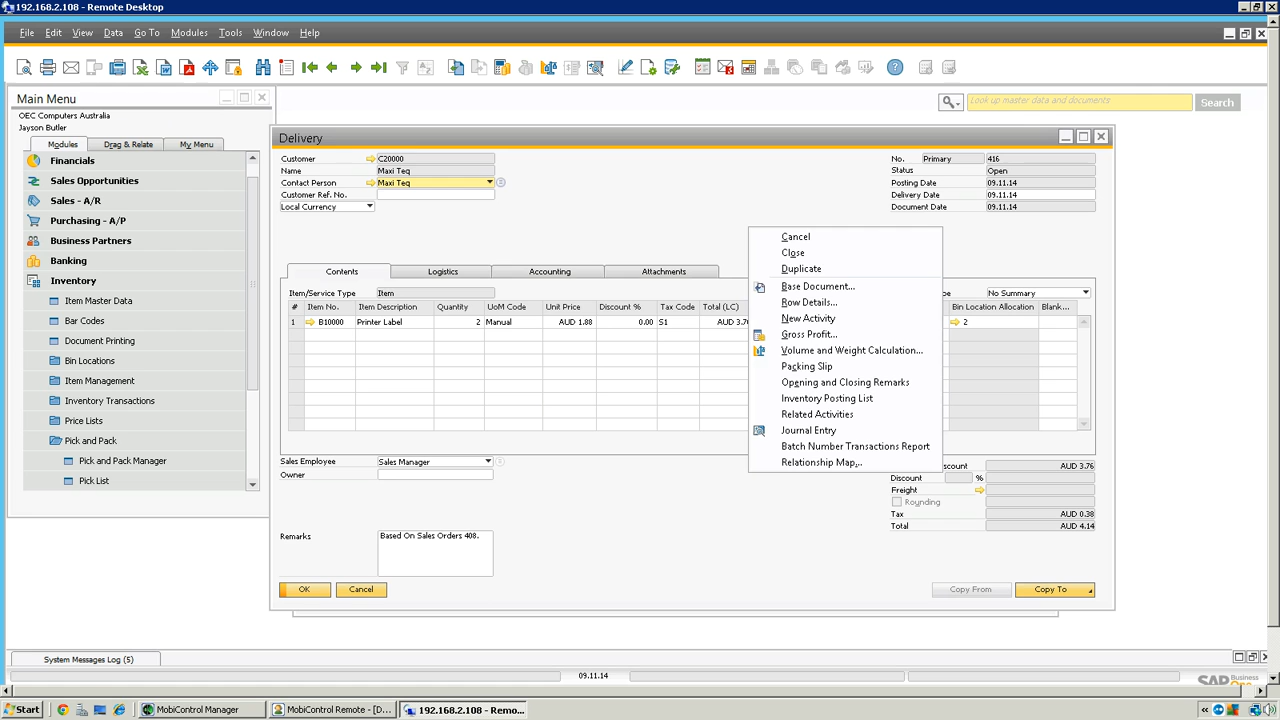 192.168.2.108 - Remote Desktop
File Edit View Data Go To Modules Tools Window Help
Main Menu
OEC Computers Australia
Jayson Butler
Modules Drag & Relate My Menu
Financials
Sales Opportunities
Sales - A/R
Purchasing - A/P
Business Partners
Banking
Inventory
Item Master Data
Bar Codes
Document Printing
Bin Locations
Item Management
Inventory Transactions
Price Lists
Pick and Pack
Pick and Pack Manager
Pick List
Look up master data and documents Search
Delivery
Customer C20000
Name Maxi Teq
Contact Person Maxi Teq
Customer Ref. No.
Local Currency
No. Primary 416
Status Open
Posting Date 09.11.14
Delivery Date 09.11.14
Document Date 09.11.14
Contents Logistics Accounting Attachments
Item/Service Type Item
pe No Summary
# Item No. Item Description Quantity UoM Code Unit Price Discount % Tax Code Total (LC) Bin Location Allocation Blank...
1 B10000 Printer Label 2 Manual AUD 1.88 0.00 S1 AUD 3.76 2
Cancel
Close
Duplicate
Base Document...
Row Details...
New Activity
Gross Profit...
Volume and Weight Calculation...
Packing Slip
Opening and Closing Remarks
Inventory Posting List
Related Activities
Journal Entry
Batch Number Transactions Report
Relationship Map...
Sales Employee Sales Manager
Owner
scount AUD 3.76
Discount %
Freight
Rounding
Tax AUD 0.38
Total AUD 4.14
Remarks Based On Sales Orders 408.
OK Cancel Copy From Copy To
System Messages Log (5)
09.11.14
SAP Business One
Start MobiControl Manager MobiControl Remote - [D... 192.168.2.108 - Remo...